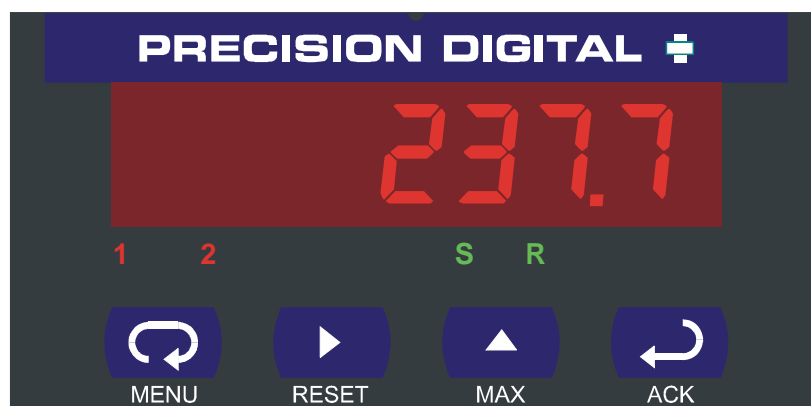 PRECISION DIGITAL
237.7
1 2 S R
MENU RESET MAX ACK